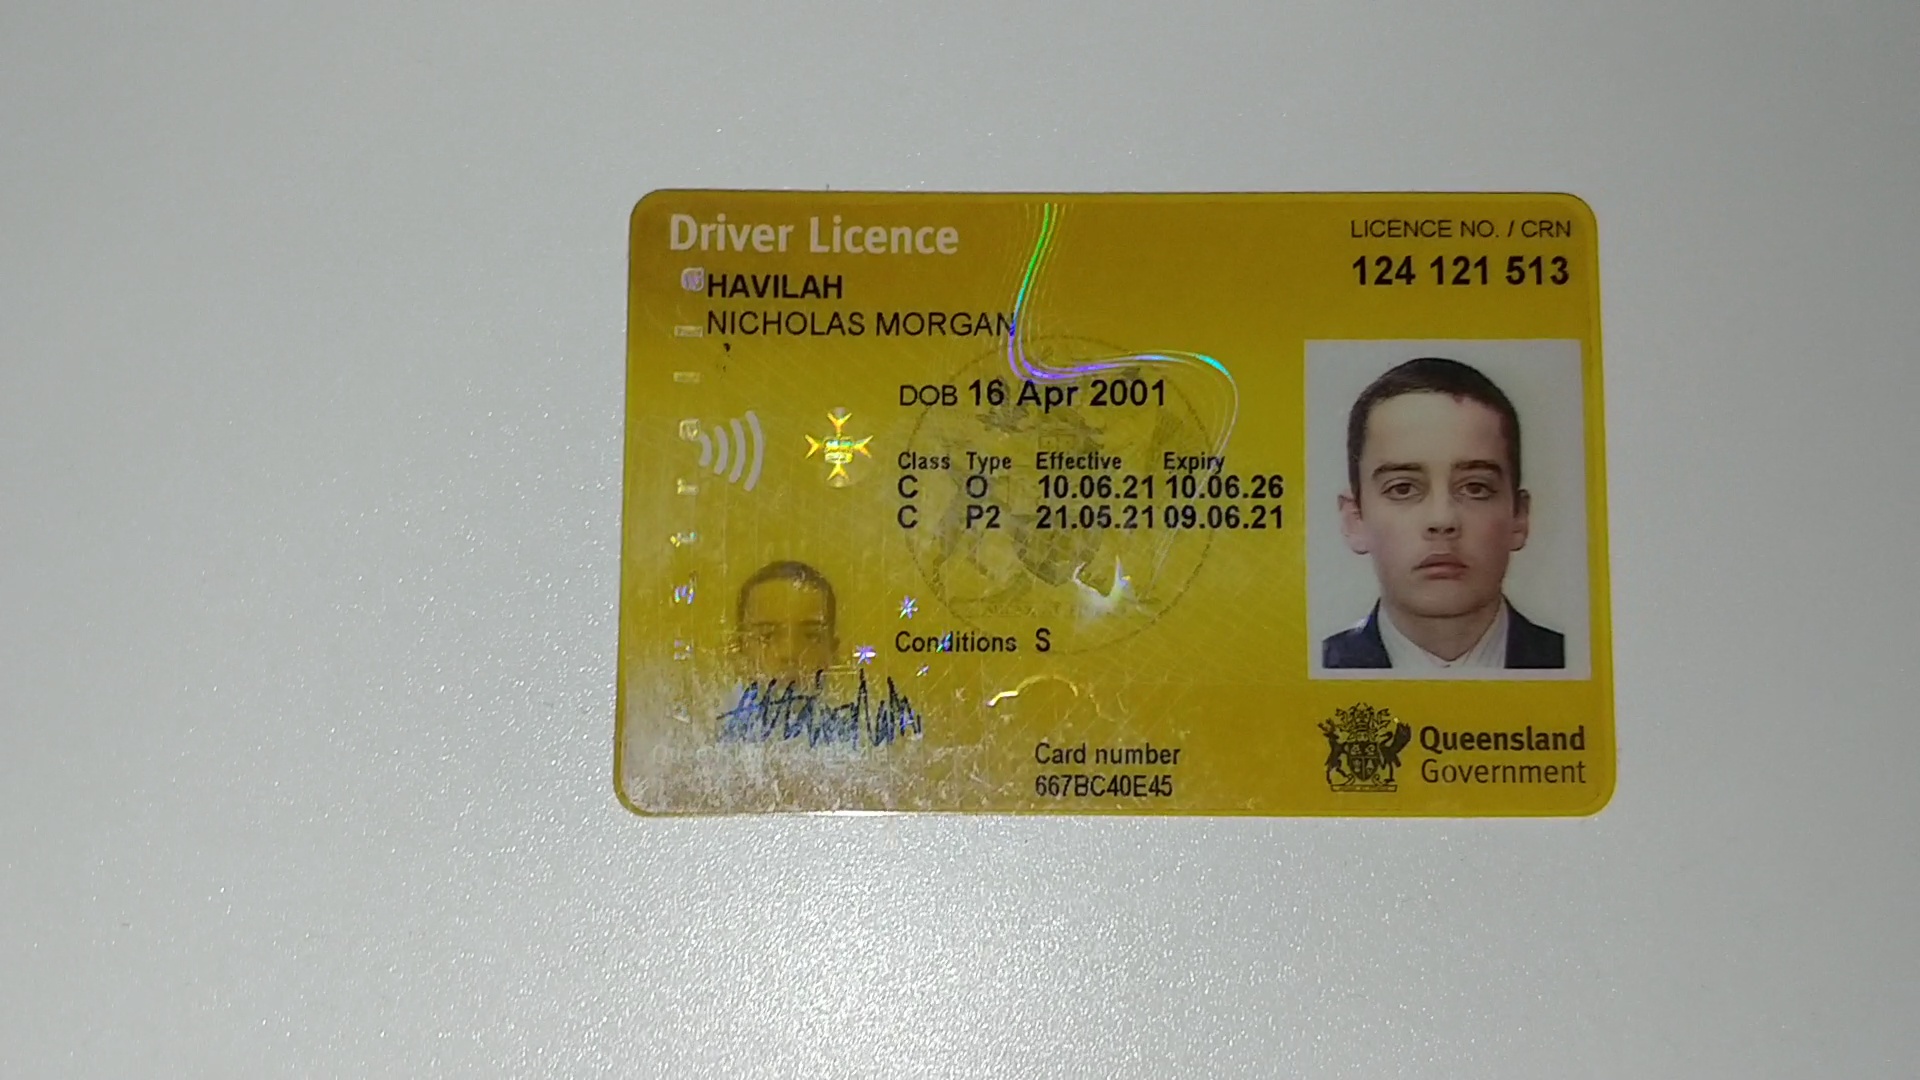 Driver Licence
LICENCE NO. / CRN
124 121 513
HAVILAH
NICHOLAS MORGAN
DOB 16 Apr 2001
Class Type Effective Expiry
C O 10.06.21 10.06.26
C P2 21.05.21 09.06.21
Conditions S
Card number
667BC40E45
Queensland
Government